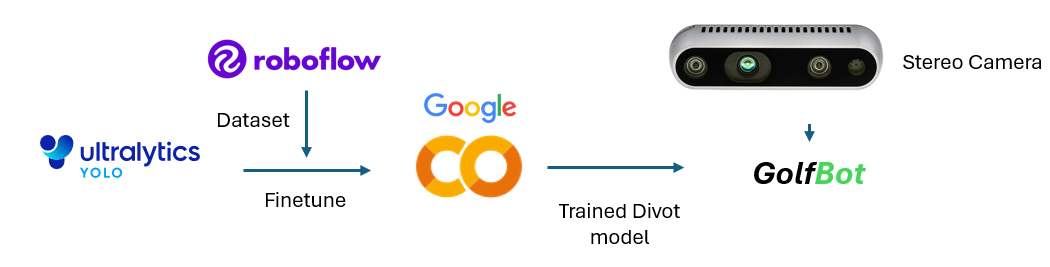 roboflow
Stereo Camera
Dataset
Google
ultralytics
YOLO
Finetune
GolfBot
Trained Divot
model